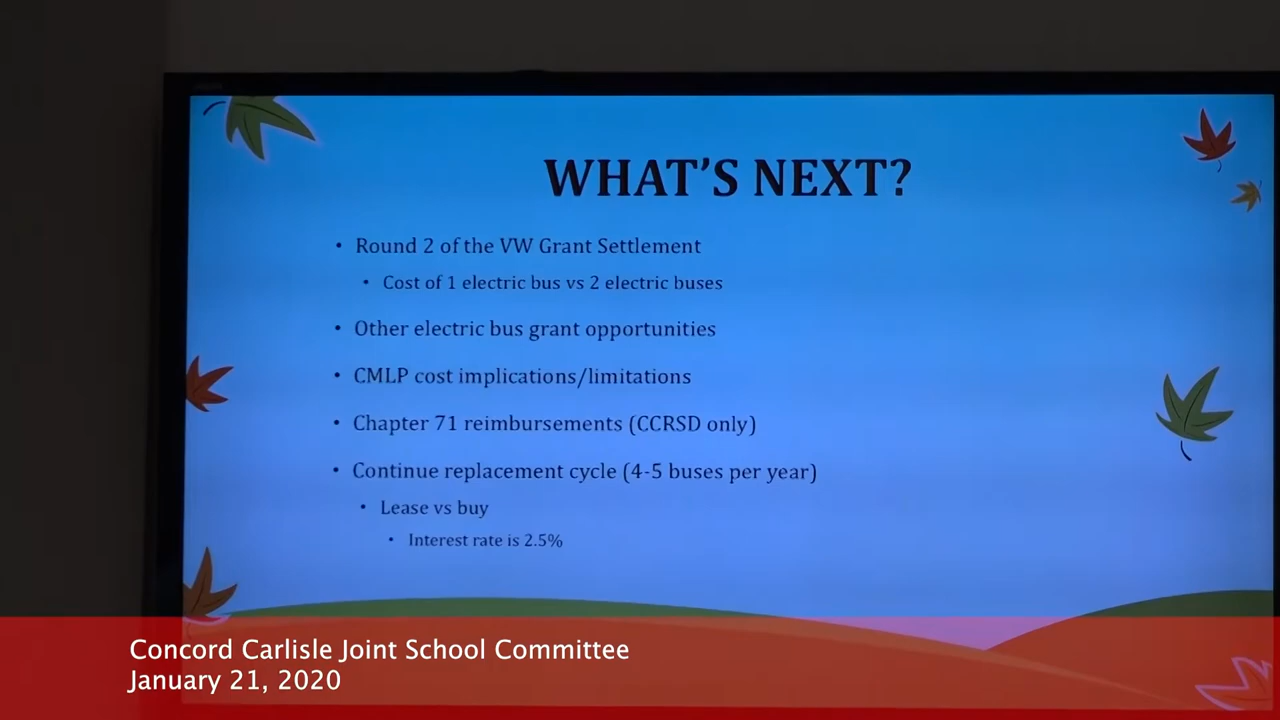 WHAT'S NEXT?
• Round 2 of the VW Grant Settlement
• Cost of 1 electric bus vs 2 electric buses
• Other electric bus grant opportunities
• CMLP cost implications/limitations
• Chapter 71 reimbursements (CCRSD only)
• Continue replacement cycle (4-5 buses per year)
• Lease vs buy
• Interest rate is 2.5%
Concord Carlisle Joint School Committee
January 21, 2020